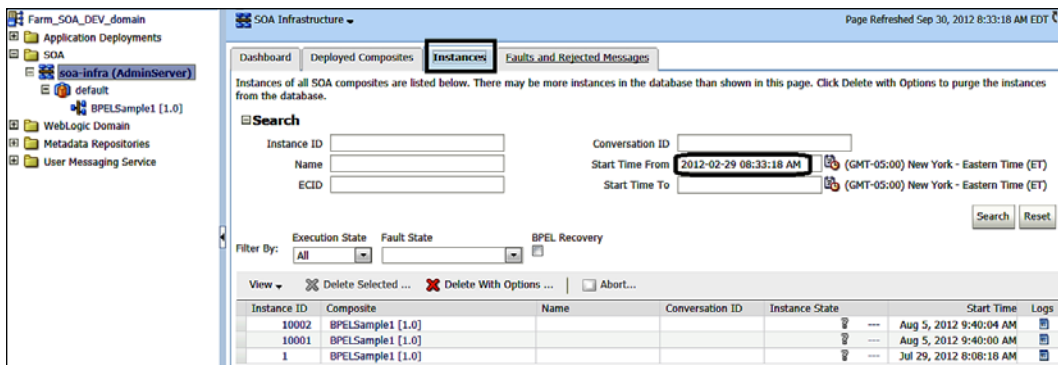 Farm_SOA_DEV_domain
Application Deployments
SOA
soa-infra (AdminServer)
default
BPELSample1 [1.0]
WebLogic Domain
Metadata Repositories
User Messaging Service
SOA Infrastructure
Page Refreshed Sep 30, 2012 8:33:18 AM EDT
Dashboard Deployed Composites Instances Faults and Rejected Messages
Instances of all SOA composites are listed below. There may be more instances in the database than shown in this page. Click Delete with Options to purge the instances
from the database.
Search
Instance ID Conversation ID
Name Start Time From 2012-02-29 08:33:18 AM (GMT-05:00) New York - Eastern Time (ET)
ECID Start Time To (GMT-05:00) New York - Eastern Time (ET)
Search Reset
Execution State Fault State BPEL Recovery
Filter By: All
View Delete Selected ... Delete With Options ... Abort...
Instance ID Composite Name Conversation ID Instance State Start Time Logs
10002 BPELSample1 [1.0] --- Aug 5, 2012 9:40:04 AM
10001 BPELSample1 [1.0] --- Aug 5, 2012 9:40:00 AM
1 BPELSample1 [1.0] --- Jul 29, 2012 8:08:18 AM